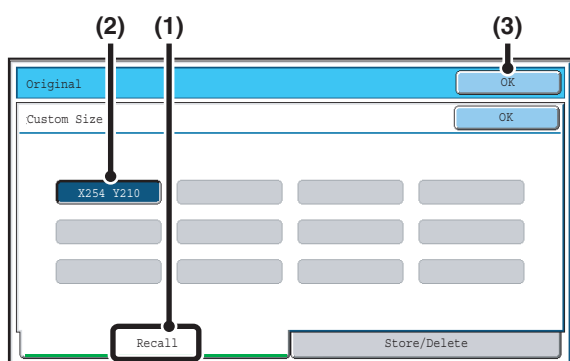 (2) (1) (3)
Original OK
Custom Size OK
X254 Y210
Recall Store/Delete